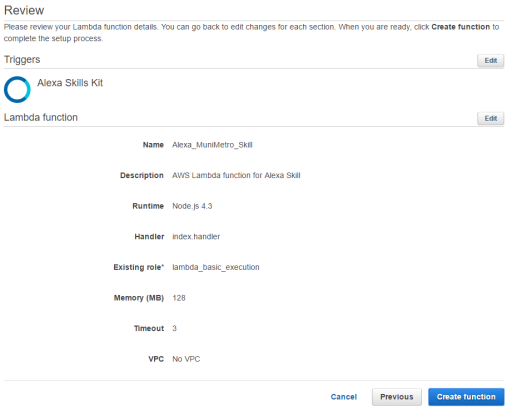 Review
Please review your Lambda function details. You can go back to edit changes for each section. When you are ready, click Create function to
complete the setup process.
Triggers
Edit
Alexa Skills Kit
Lambda function
Edit
Name Alexa_MuniMetro_Skill
Description AWS Lambda function for Alexa Skill
Runtime Node.js 4.3
Handler index.handler
Existing role* lambda_basic_execution
Memory (MB) 128
Timeout 3
VPC No VPC
Cancel Previous Create function